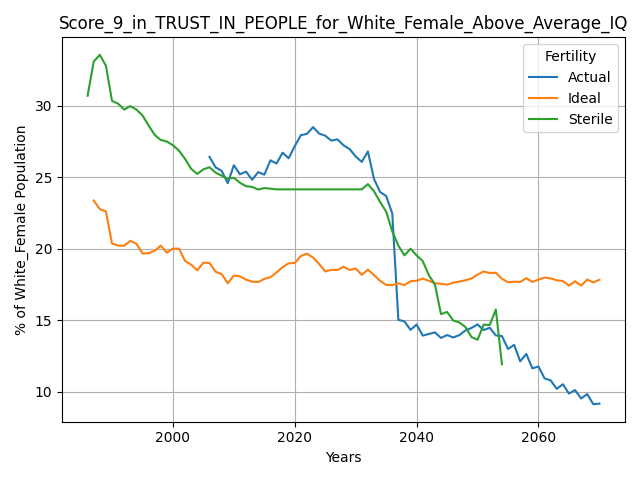 Score_9_in_TRUST_IN_PEOPLE_for_White_Female_Above_Average_IQ
Fertility
Actual
Ideal
Sterile
% of White_Female Population
30
25
20
15
10
2000
2020
2040
2060
Years